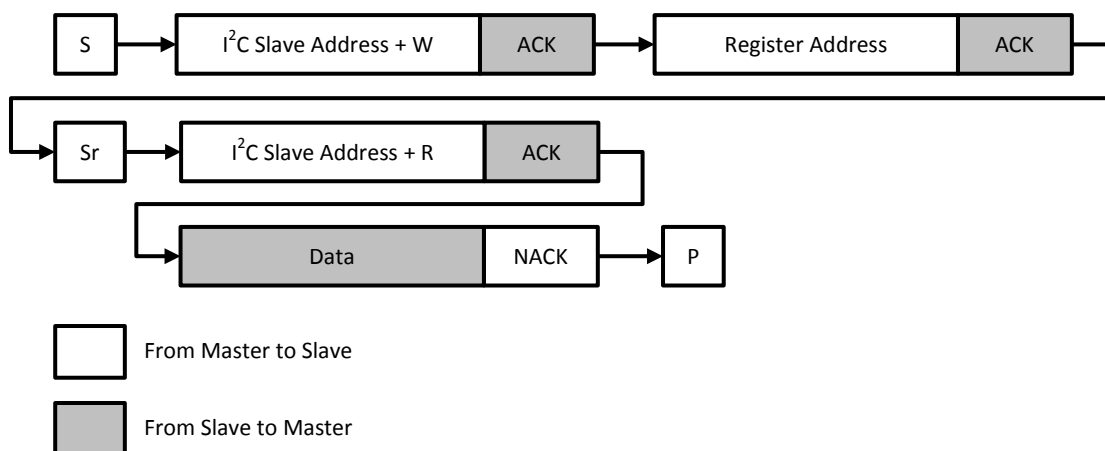 S I²C Slave Address + W ACK Register Address ACK
Sr I²C Slave Address + R ACK
Data NACK P
From Master to Slave
From Slave to Master